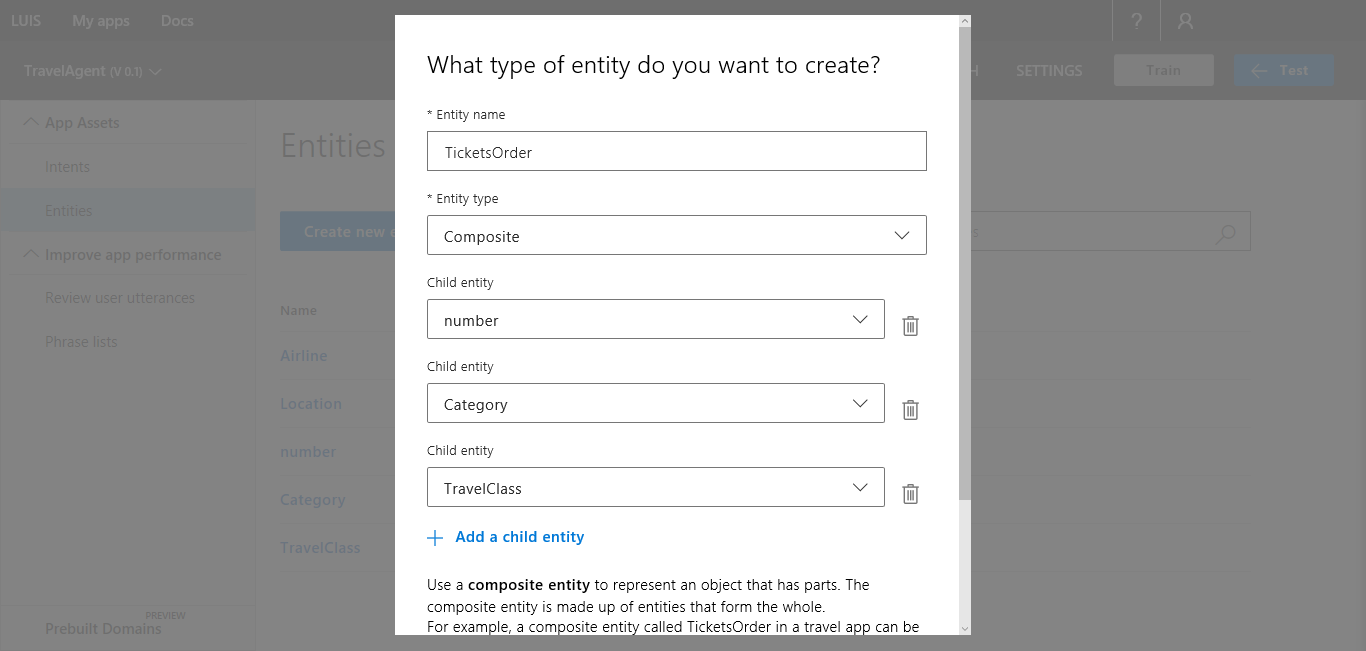 LUIS My apps Docs ?
TravelAgent (V 0.1) SETTINGS Train Test
App Assets
Intents
Entities
Improve app performance
Review user utterances
Phrase lists
PREVIEW
Prebuilt Domains
Entities
Create new
Name
Airline
Location
number
Category
TravelClass
What type of entity do you want to create?
* Entity name
TicketsOrder
* Entity type
Composite
Child entity
number
Child entity
Category
Child entity
TravelClass
Add a child entity
Use a composite entity to represent an object that has parts. The
composite entity is made up of entities that form the whole.
For example, a composite entity called TicketsOrder in a travel app can be